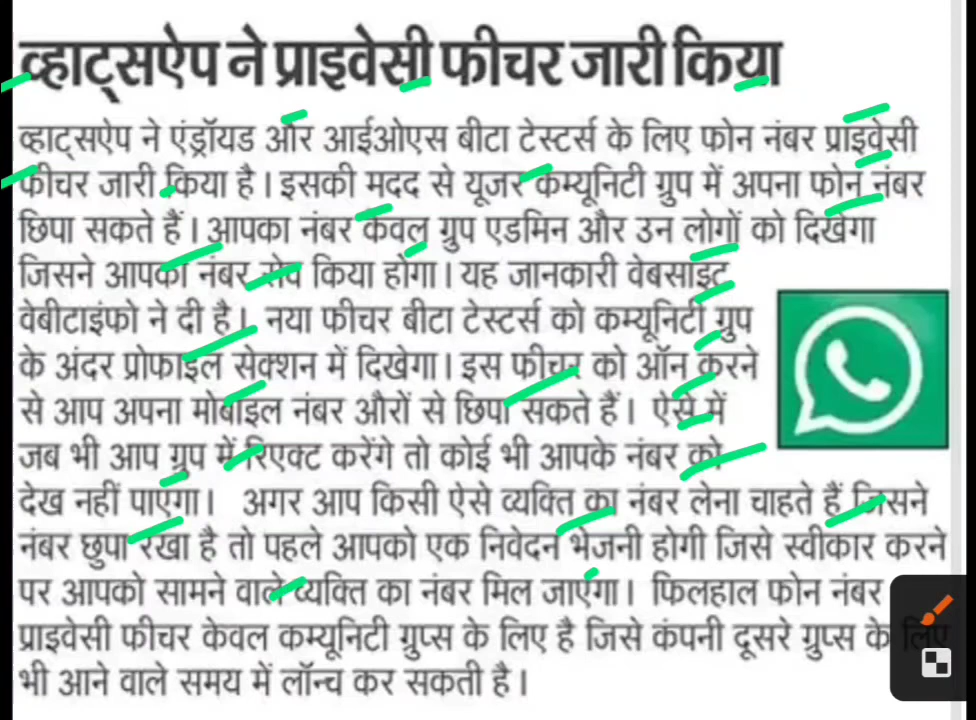 व्हाट्सऐप ने प्राइवेसी फीचर जारी किया
व्हाट्सऐप ने एंड्रॉयड और आईओएस बीटा टेस्टर्स के लिए फोन नंबर प्राइवेसी
फीचर जारी किया है। इसकी मदद से यूजर कम्यूनिटी ग्रुप में अपना फोन नंबर
छिपा सकते हैं। आपका नंबर केवल ग्रुप एडमिन और उन लोगों को दिखेगा
जिसने आपका नंबर सेव किया होगा। यह जानकारी वेबसाइट
वेबीटाइंफो ने दी है। नया फीचर बीटा टेस्टर्स को कम्यूनिटी ग्रुप
के अंदर प्रोफाइल सेक्शन में दिखेगा। इस फीचर को ऑन करने
से आप अपना मोबाइल नंबर औरों से छिपा सकते हैं। ऐसे में
जब भी आप ग्रुप में रिएक्ट करेंगे तो कोई भी आपके नंबर को
देख नहीं पाएगा। अगर आप किसी ऐसे व्यक्ति का नंबर लेना चाहते हैं जिसने
नंबर छुपा रखा है तो पहले आपको एक निवेदन भेजनी होगी जिसे स्वीकार करने
पर आपको सामने वाले व्यक्ति का नंबर मिल जाएगा। फिलहाल फोन नंबर
प्राइवेसी फीचर केवल कम्यूनिटी ग्रुप्स के लिए है जिसे कंपनी दूसरे ग्रुप्स के लिए
भी आने वाले समय में लॉन्च कर सकती है।